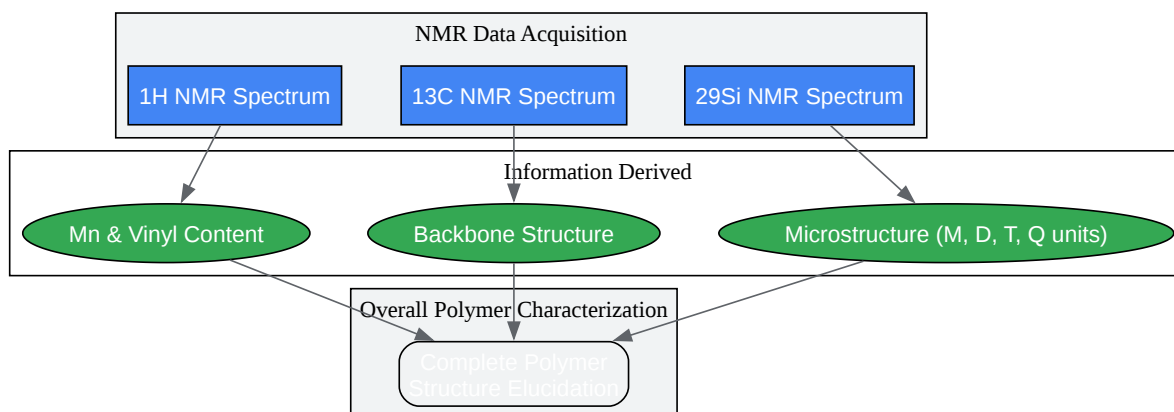 NMR Data Acquisition
1H NMR Spectrum
13C NMR Spectrum
29Si NMR Spectrum
Information Derived
Mn & Vinyl Content
Backbone Structure
Microstructure (M, D, T, Q units)
Overall Polymer Characterization
Complete Polymer
Structure Elucidation